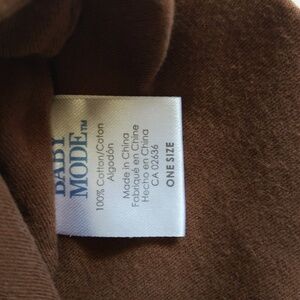 BABY
MODE™
100% Cotton/Coton
Algodón
Made in China
Fabriqué en Chine
Hecho en China
CA 02636
ONE SIZE